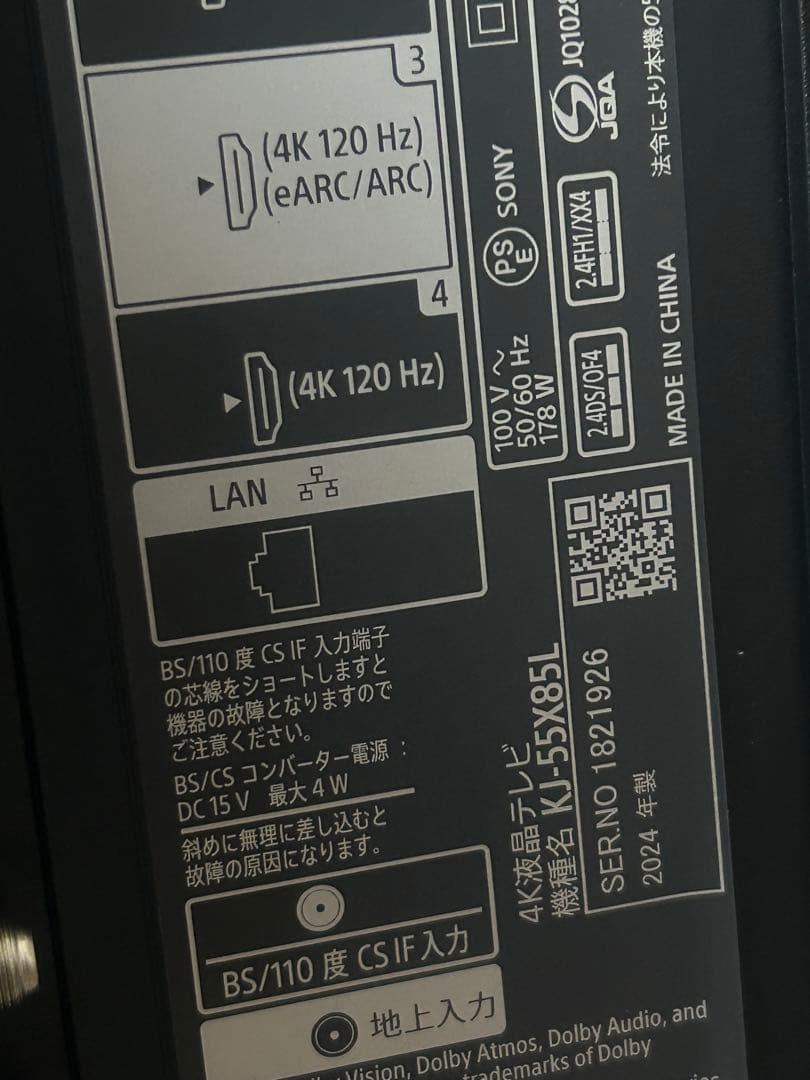 3
(4K 120 Hz)
(eARC/ARC)
4
(4K 120 Hz)
LAN
BS/110 度 CS IF 入力端子
の芯線をショートしますと
機器の故障となりますので
ご注意ください。
BS/CS コンバーター電源：
DC 15 V 最大 4 W
斜めに無理に差し込むと
故障の原因になります。
BS/110 度 CS IF 入力
地上入力
Vision, Dolby Atmos, Dolby Audio, and
trademarks of Dolby
PS
E
SONY
100 V ～
50/60 Hz
178 W
JQA
JQ1028
2.4FH1/XX4
2.4DS/OF4
法令により本機の
MADE IN CHINA
4K液晶テレビ
機種名 KJ-55X85L
SER.NO 1821926
2024 年製